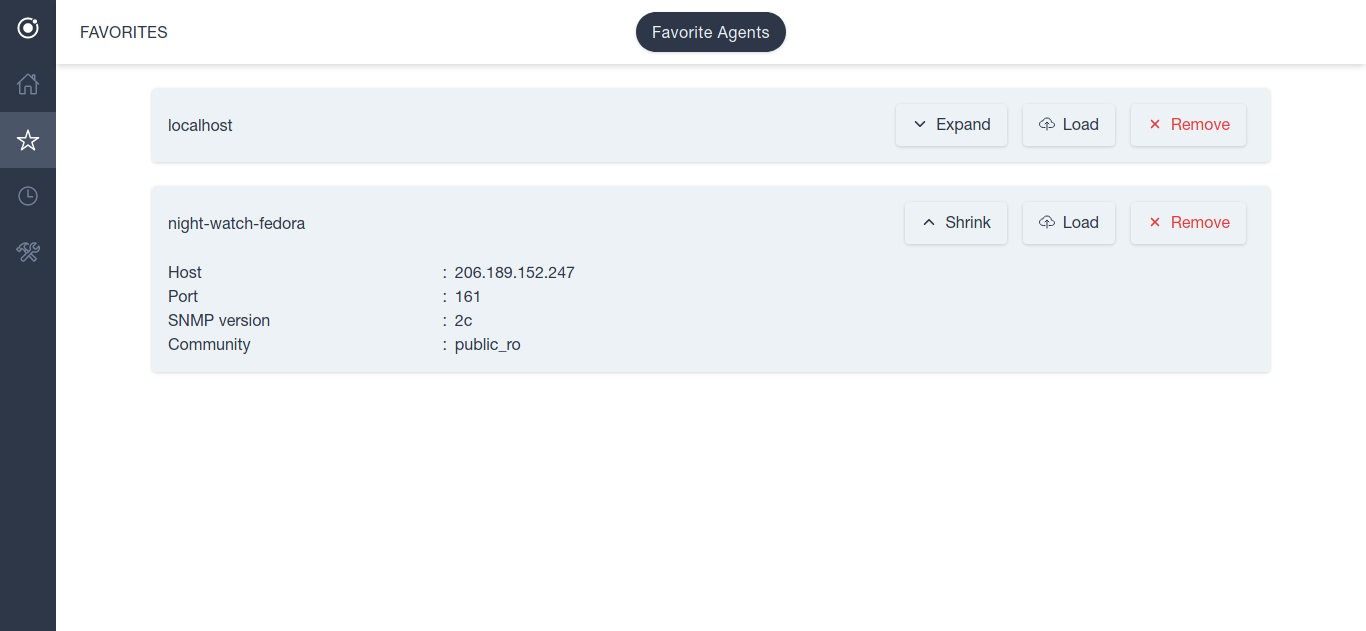 FAVORITES
Favorite Agents
localhost
Expand
Load
Remove
night-watch-fedora
Shrink
Load
Remove
Host : 206.189.152.247
Port : 161
SNMP version : 2c
Community : public_ro